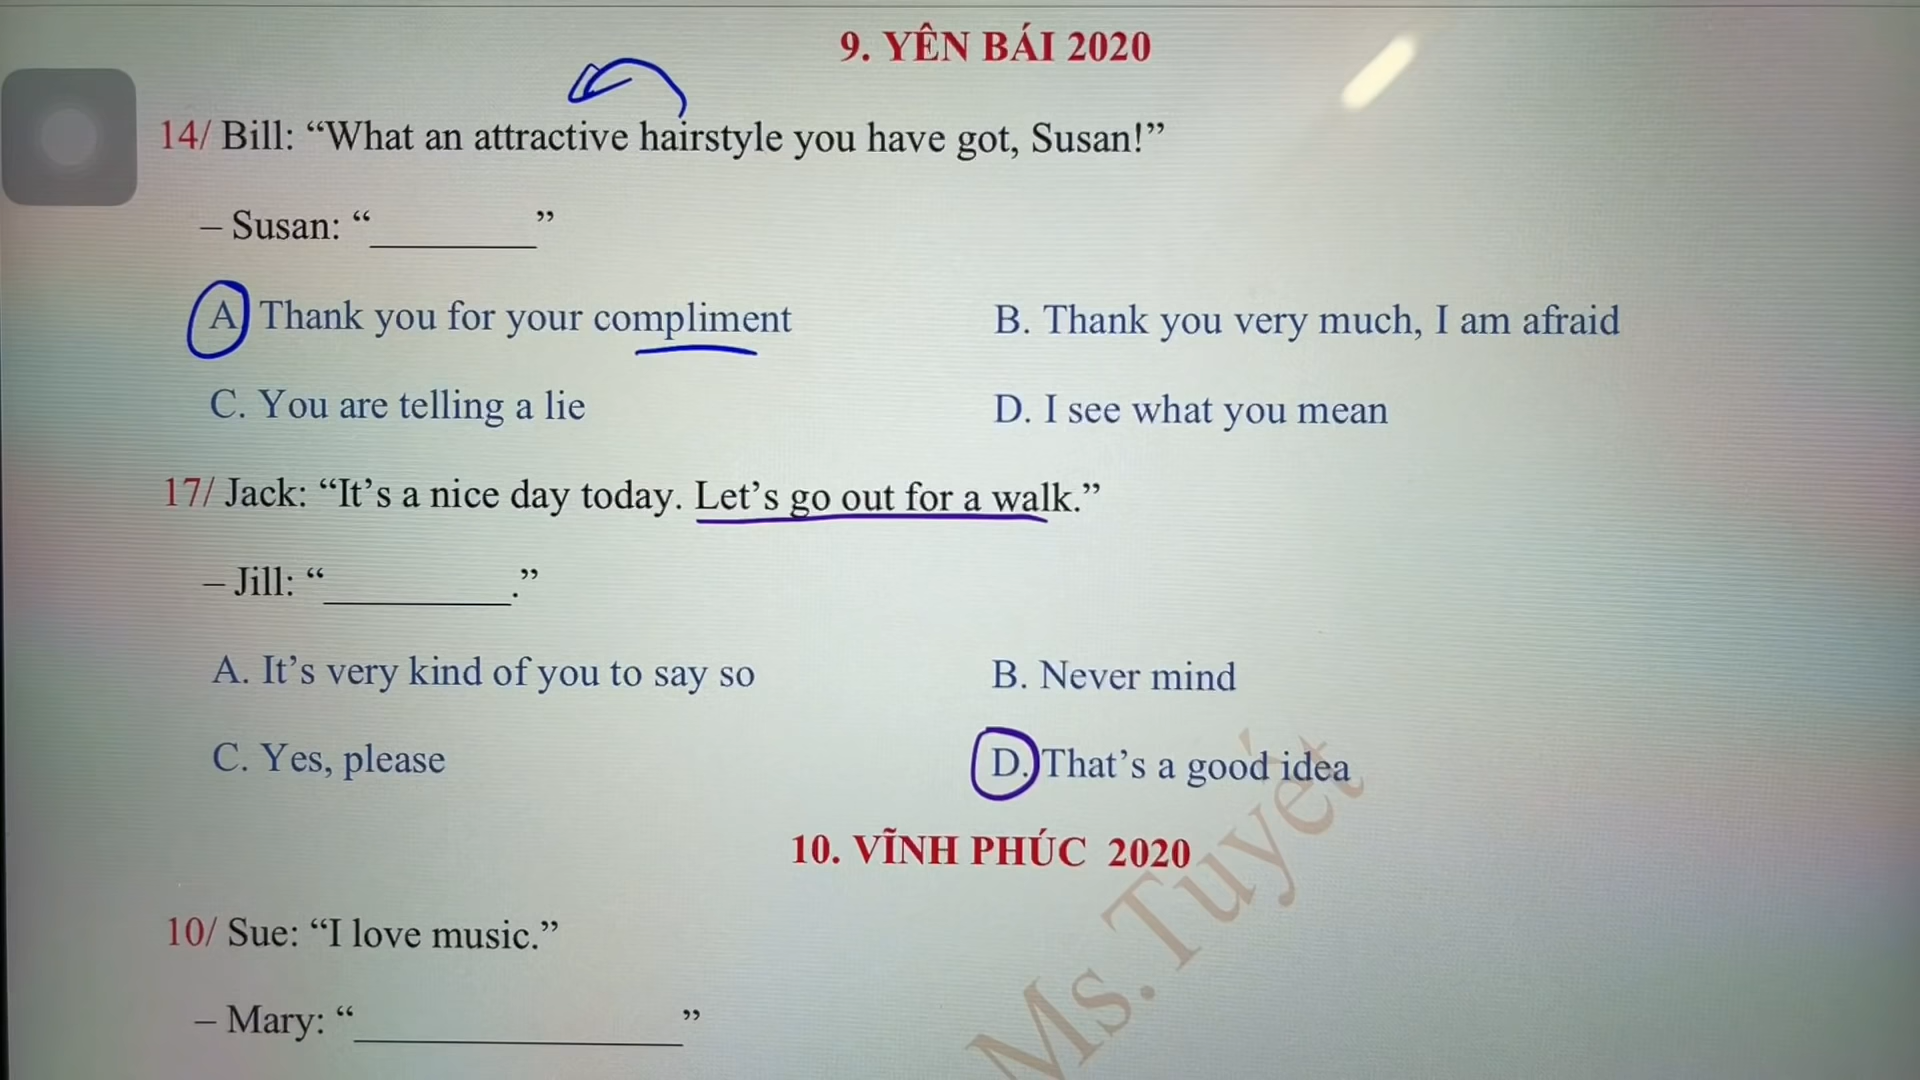 9. YÊN BÁI 2020
14/ Bill: “What an attractive hairstyle you have got, Susan!”
– Susan: “________”
A. Thank you for your compliment
B. Thank you very much, I am afraid
C. You are telling a lie
D. I see what you mean
17/ Jack: “It’s a nice day today. Let’s go out for a walk.”
– Jill: “_________.”
A. It’s very kind of you to say so
B. Never mind
C. Yes, please
D. That’s a good idea
10. VĨNH PHÚC 2020
10/ Sue: “I love music.”
– Mary: “________________”
Ms. Tuyết